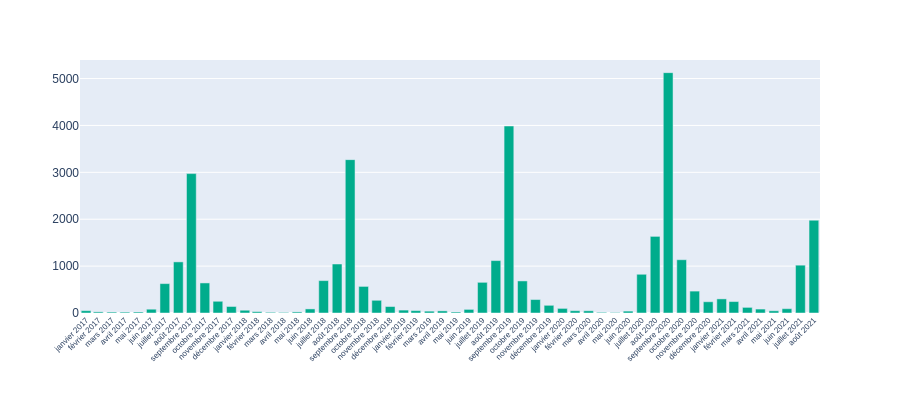 5000
4000
3000
2000
1000
0
janvier 2017
février 2017
mars 2017
avril 2017
mai 2017
juin 2017
juillet 2017
août 2017
septembre 2017
octobre 2017
novembre 2017
décembre 2017
janvier 2018
février 2018
mars 2018
avril 2018
mai 2018
juin 2018
juillet 2018
août 2018
septembre 2018
octobre 2018
novembre 2018
décembre 2018
janvier 2019
février 2019
mars 2019
avril 2019
mai 2019
juin 2019
juillet 2019
août 2019
septembre 2019
octobre 2019
novembre 2019
décembre 2019
janvier 2020
février 2020
mars 2020
avril 2020
mai 2020
juin 2020
juillet 2020
août 2020
septembre 2020
octobre 2020
novembre 2020
décembre 2020
janvier 2021
février 2021
mars 2021
avril 2021
mai 2021
juin 2021
juillet 2021
août 2021